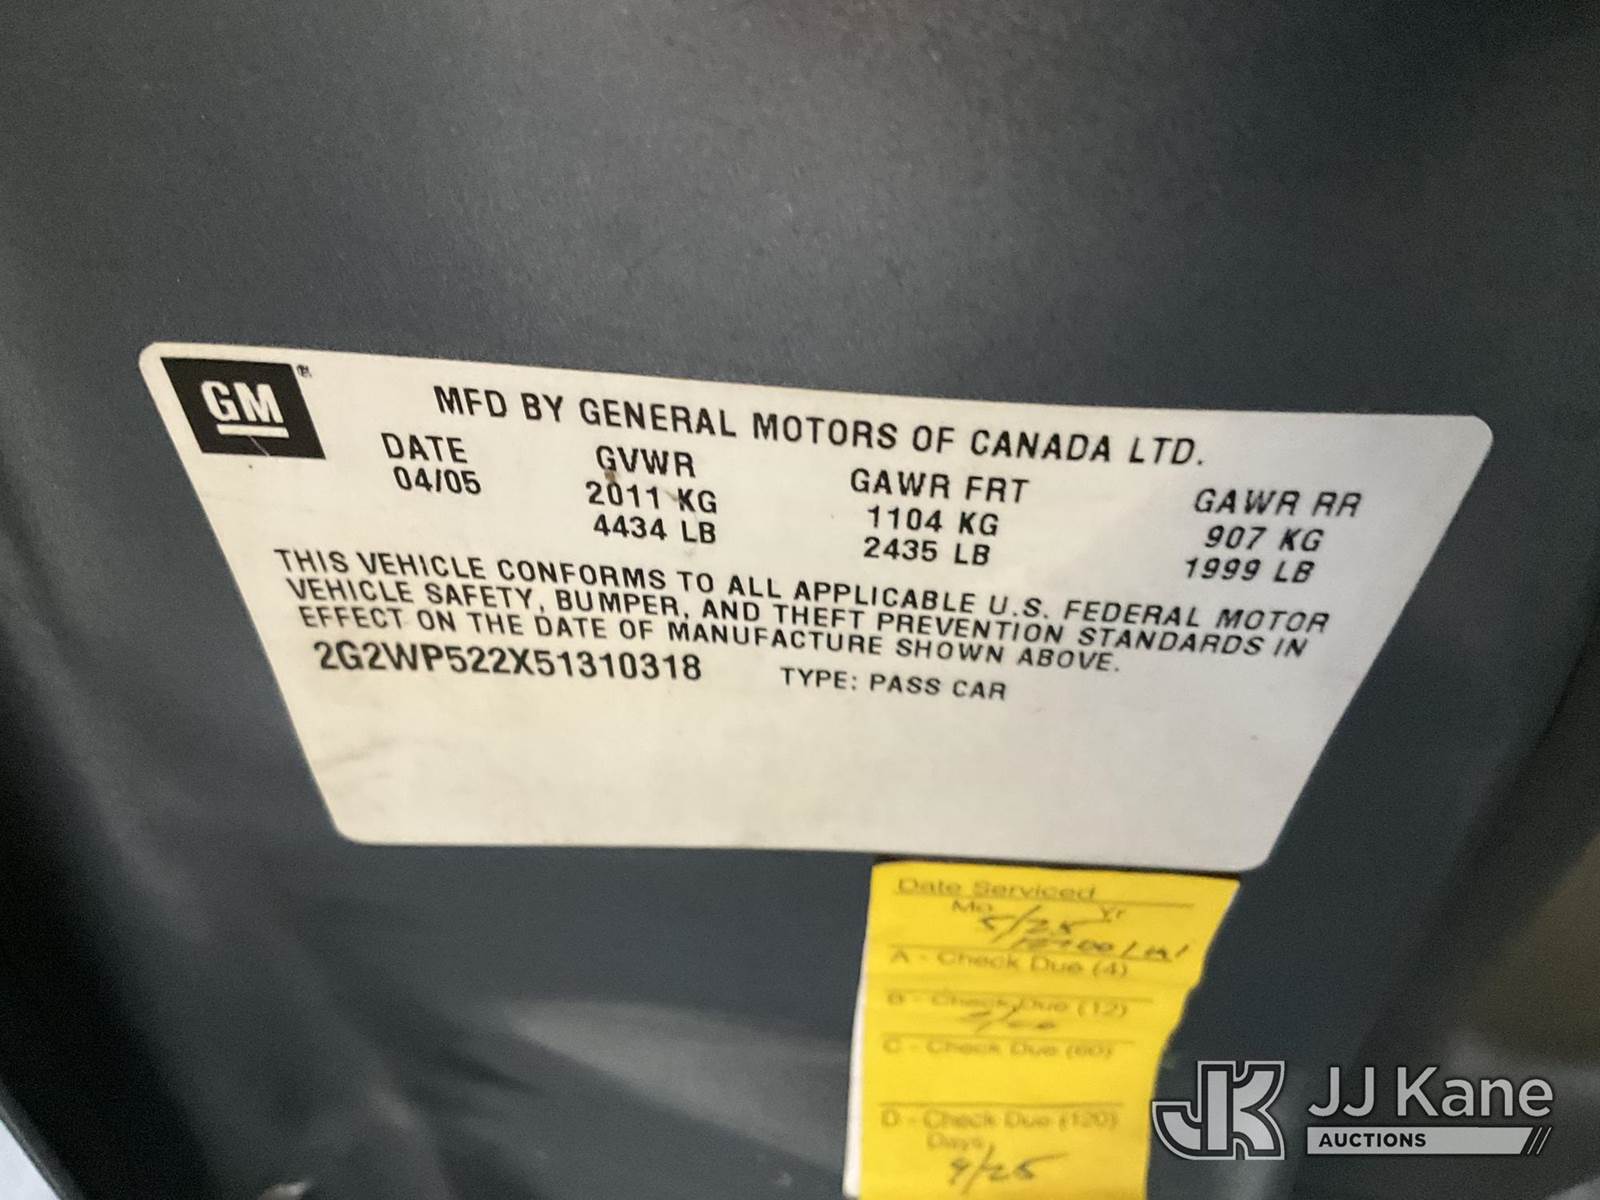 GM
MFD BY GENERAL MOTORS OF CANADA LTD.
DATE GVWR GAWR FRT GAWR RR
04/05 2011 KG 1104 KG 907 KG
4434 LB 2435 LB 1999 LB
THIS VEHICLE CONFORMS TO ALL APPLICABLE U.S. FEDERAL MOTOR
VEHICLE SAFETY, BUMPER, AND THEFT PREVENTION STANDARDS IN
EFFECT ON THE DATE OF MANUFACTURE SHOWN ABOVE.
2G2WP522X51310318 TYPE: PASS CAR
Date Serviced
Mo Yr
5/25
A - Check Due (4)
B - Check Due (12)
C - Check Due (60)
D - Check Due (120)
Days
9/25
JK JJ Kane
AUCTIONS